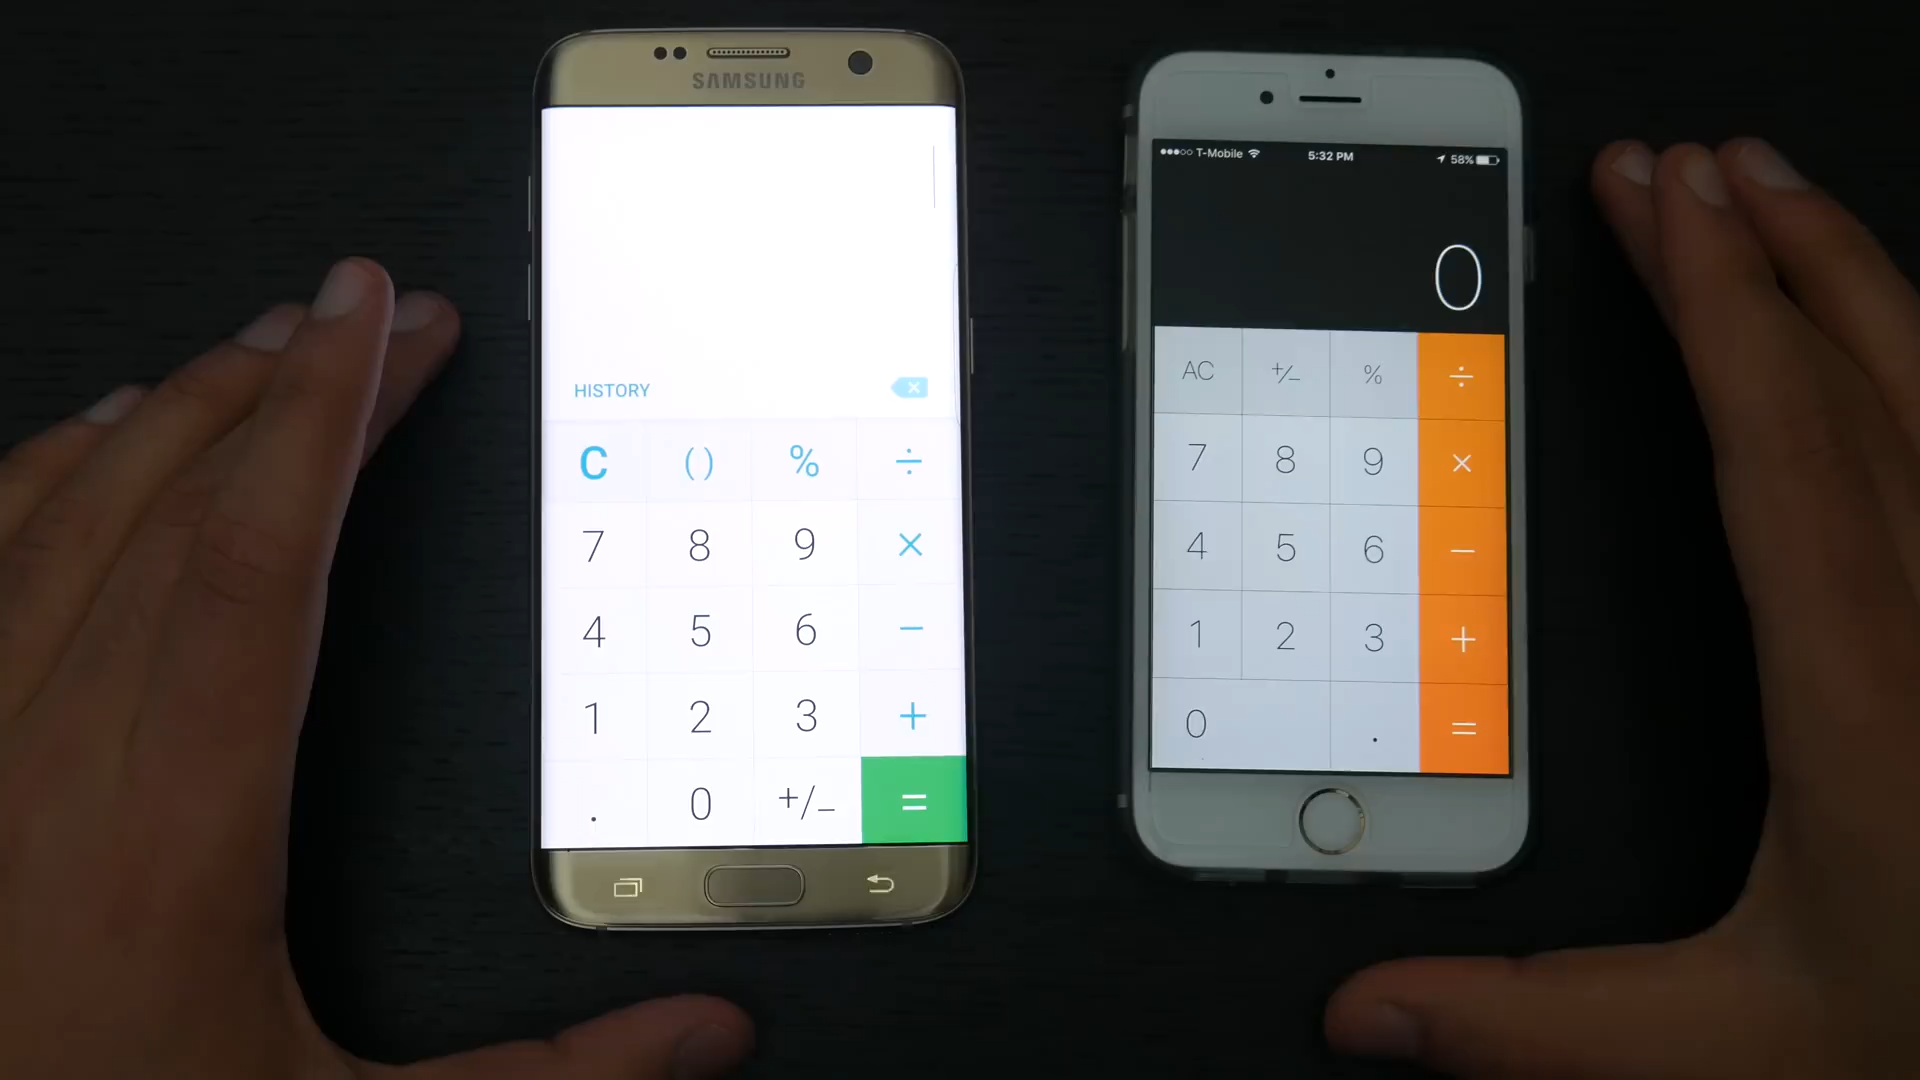 SAMSUNG
HISTORY
C ( ) % ÷
7 8 9 ×
4 5 6 −
1 2 3 +
. 0 +/− =
T-Mobile 5:32 PM 58%
0
AC +/− % ÷
7 8 9 ×
4 5 6 −
1 2 3 +
0 . =